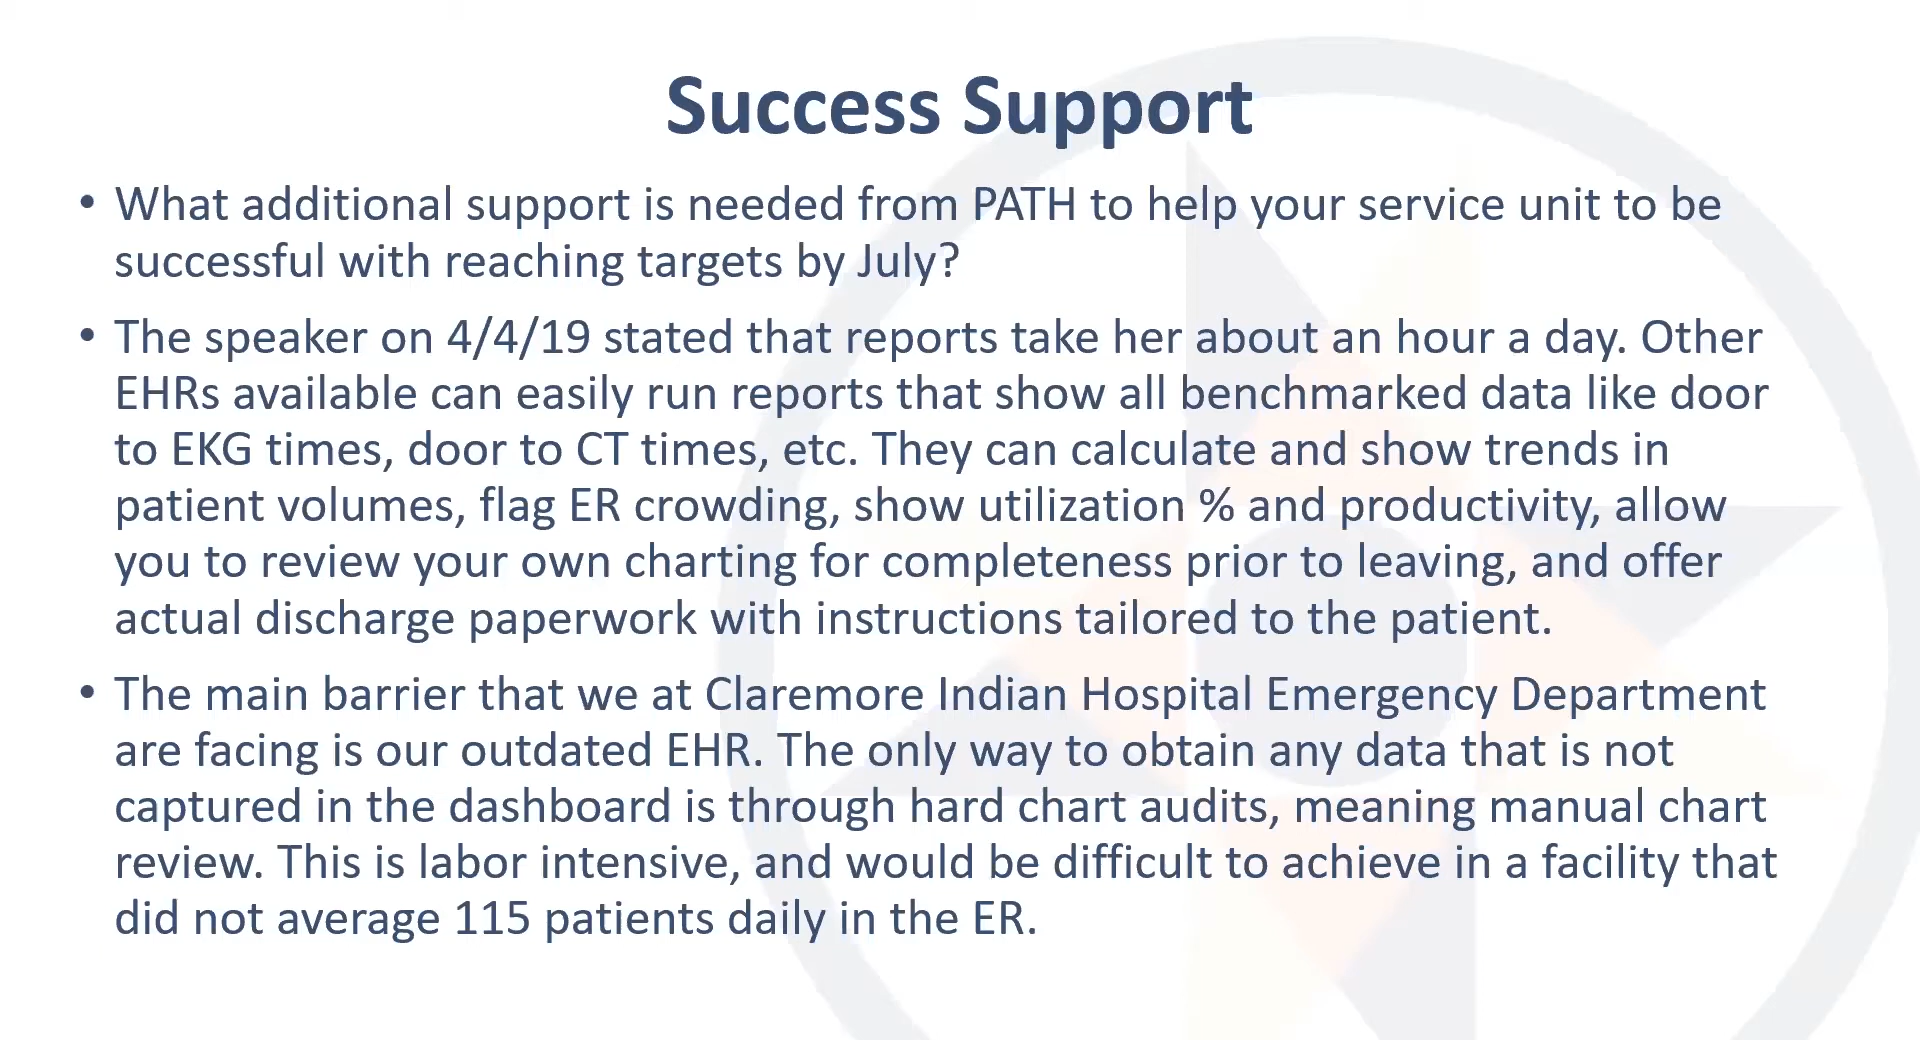 Success Support
• What additional support is needed from PATH to help your service unit to be
successful with reaching targets by July?
• The speaker on 4/4/19 stated that reports take her about an hour a day. Other
EHRs available can easily run reports that show all benchmarked data like door
to EKG times, door to CT times, etc. They can calculate and show trends in
patient volumes, flag ER crowding, show utilization % and productivity, allow
you to review your own charting for completeness prior to leaving, and offer
actual discharge paperwork with instructions tailored to the patient.
• The main barrier that we at Claremore Indian Hospital Emergency Department
are facing is our outdated EHR. The only way to obtain any data that is not
captured in the dashboard is through hard chart audits, meaning manual chart
review. This is labor intensive, and would be difficult to achieve in a facility that
did not average 115 patients daily in the ER.